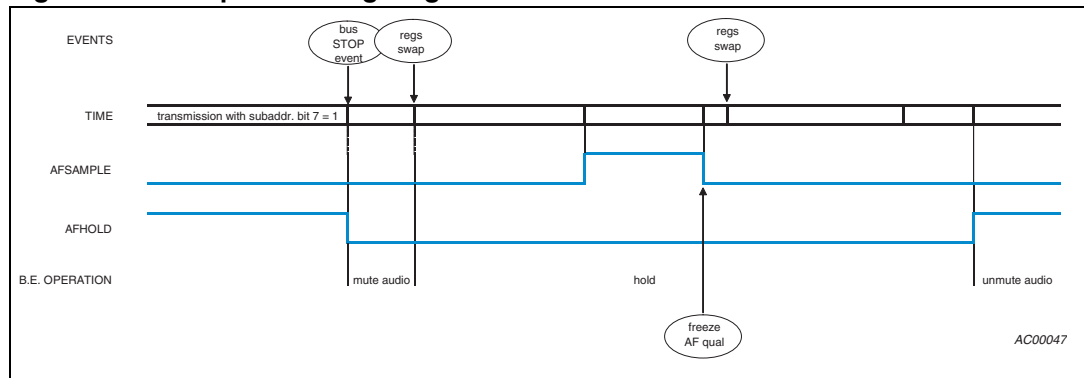 EVENTS
bus
STOP
event
regs
swap
regs
swap
TIME
transmission with subaddr. bit 7 = 1
AFSAMPLE
AFHOLD
B.E. OPERATION
mute audio
hold
unmute audio
freeze
AF qual
AC00047